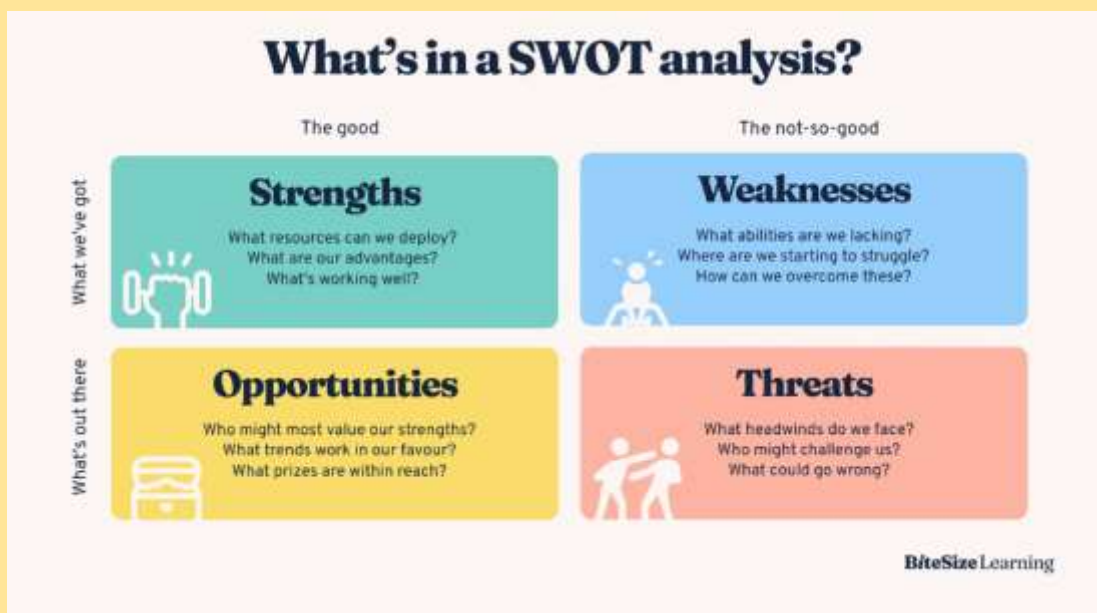 What's in a SWOT analysis?
The good
The not-so-good
What we've got
Strengths
What resources can we deploy?
What are our advantages?
What's working well?
Weaknesses
What abilities are we lacking?
Where are we starting to struggle?
How can we overcome these?
What's out there
Opportunities
Who might most value our strengths?
What trends work in our favour?
What prizes are within reach?
Threats
What headwinds do we face?
Who might challenge us?
What could go wrong?
BiteSize Learning